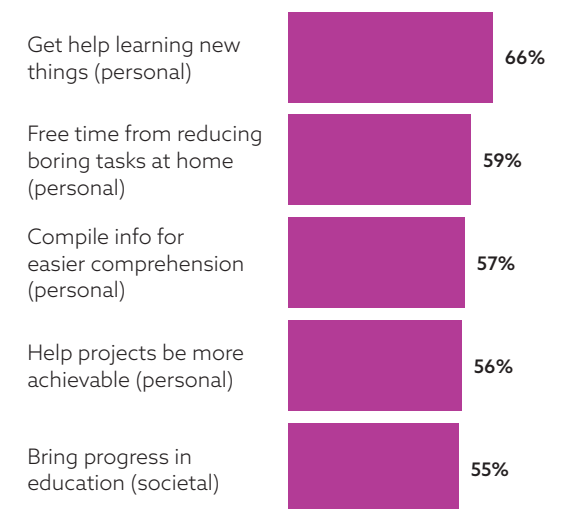 Get help learning new
things (personal)
66%
Free time from reducing
boring tasks at home
(personal)
59%
Compile info for
easier comprehension
(personal)
57%
Help projects be more
achievable (personal)
56%
Bring progress in
education (societal)
55%